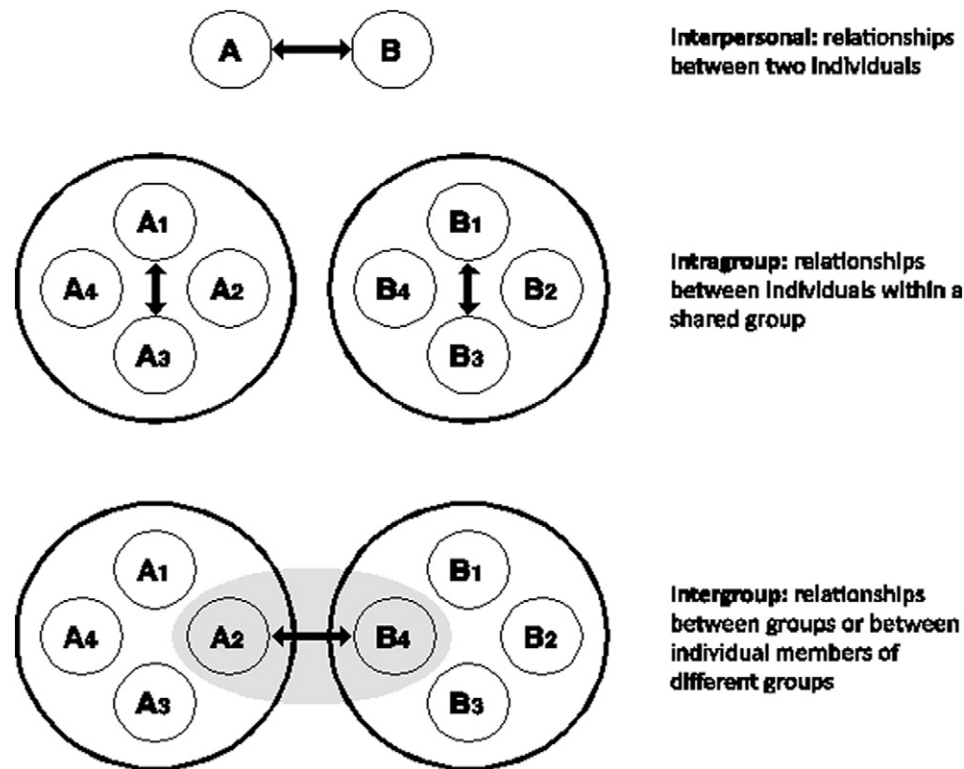 A B
Interpersonal: relationships
between two individuals
A1
A4 A2
A3
B1
B4 B2
B3
Intragroup: relationships
between individuals within a
shared group
A1
A4 A2
A3
B1
B4 B2
B3
Intergroup: relationships
between groups or between
individual members of
different groups